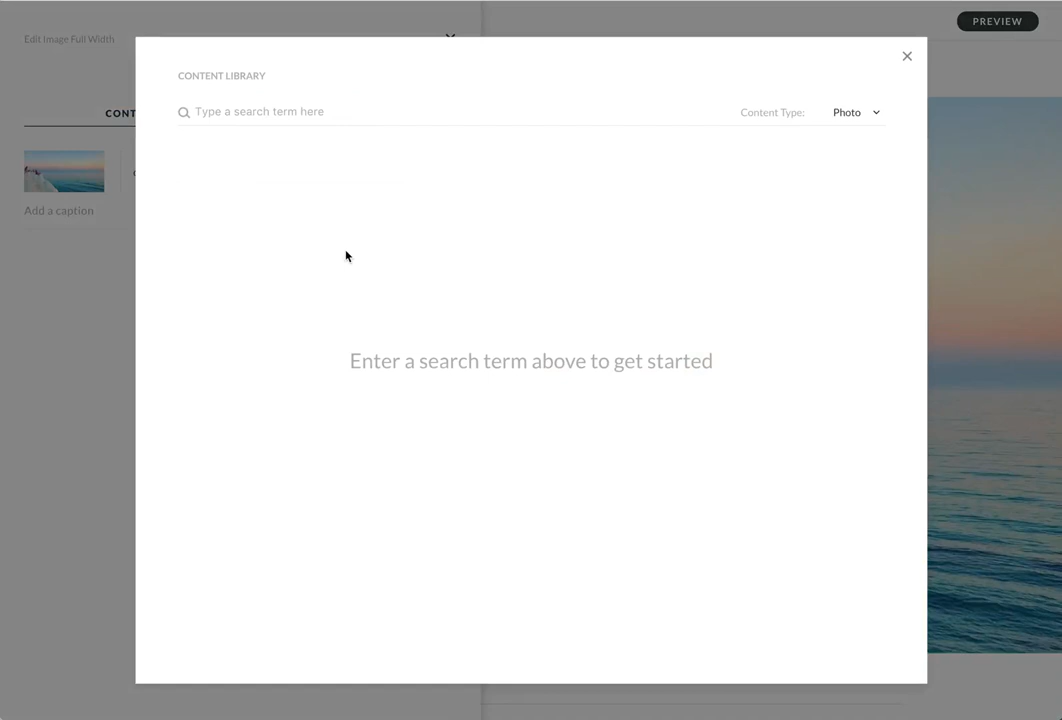 Edit Image Full Width
PREVIEW
CONTENT LIBRARY
Type a search term here
Content Type:
Photo
CONT
Add a caption
Enter a search term above to get started